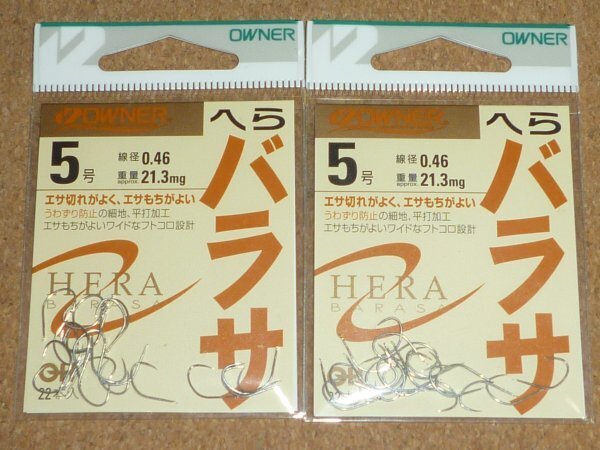 OWNER
OWNER
へら
バラサ
5号
線径 0.46
重量 approx. 21.3mg
エサ切れがよく、エサもちがよい
うわずり防止の細地、平打加工
エサもちがよいワイドなフトコロ設計
HERA
BARASA
22本入
OWNER
OWNER
へら
バラサ
5号
線径 0.46
重量 approx. 21.3mg
エサ切れがよく、エサもちがよい
うわずり防止の細地、平打加工
エサもちがよいワイドなフトコロ設計
HERA
BARASA